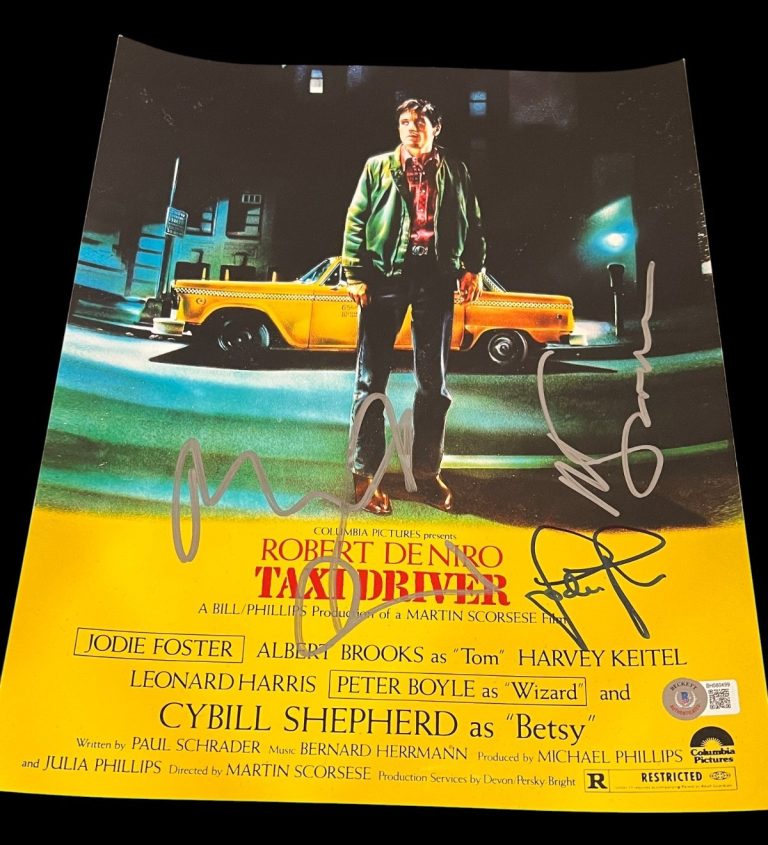 COLUMBIA PICTURES presents
ROBERT DE NIRO
TAXI DRIVER
A BILL/PHILLIPS Production of a MARTIN SCORSESE Film
JODIE FOSTER ALBERT BROOKS as "Tom" HARVEY KEITEL
LEONARD HARRIS PETER BOYLE as "Wizard" and
CYBILL SHEPHERD as "Betsy"
Written by PAUL SCHRADER Music BERNARD HERRMANN Produced by MICHAEL PHILLIPS
and JULIA PHILLIPS Directed by MARTIN SCORSESE Production Services by Devon/Persky-Bright
BECKETT
Columbia
Pictures
R RESTRICTED